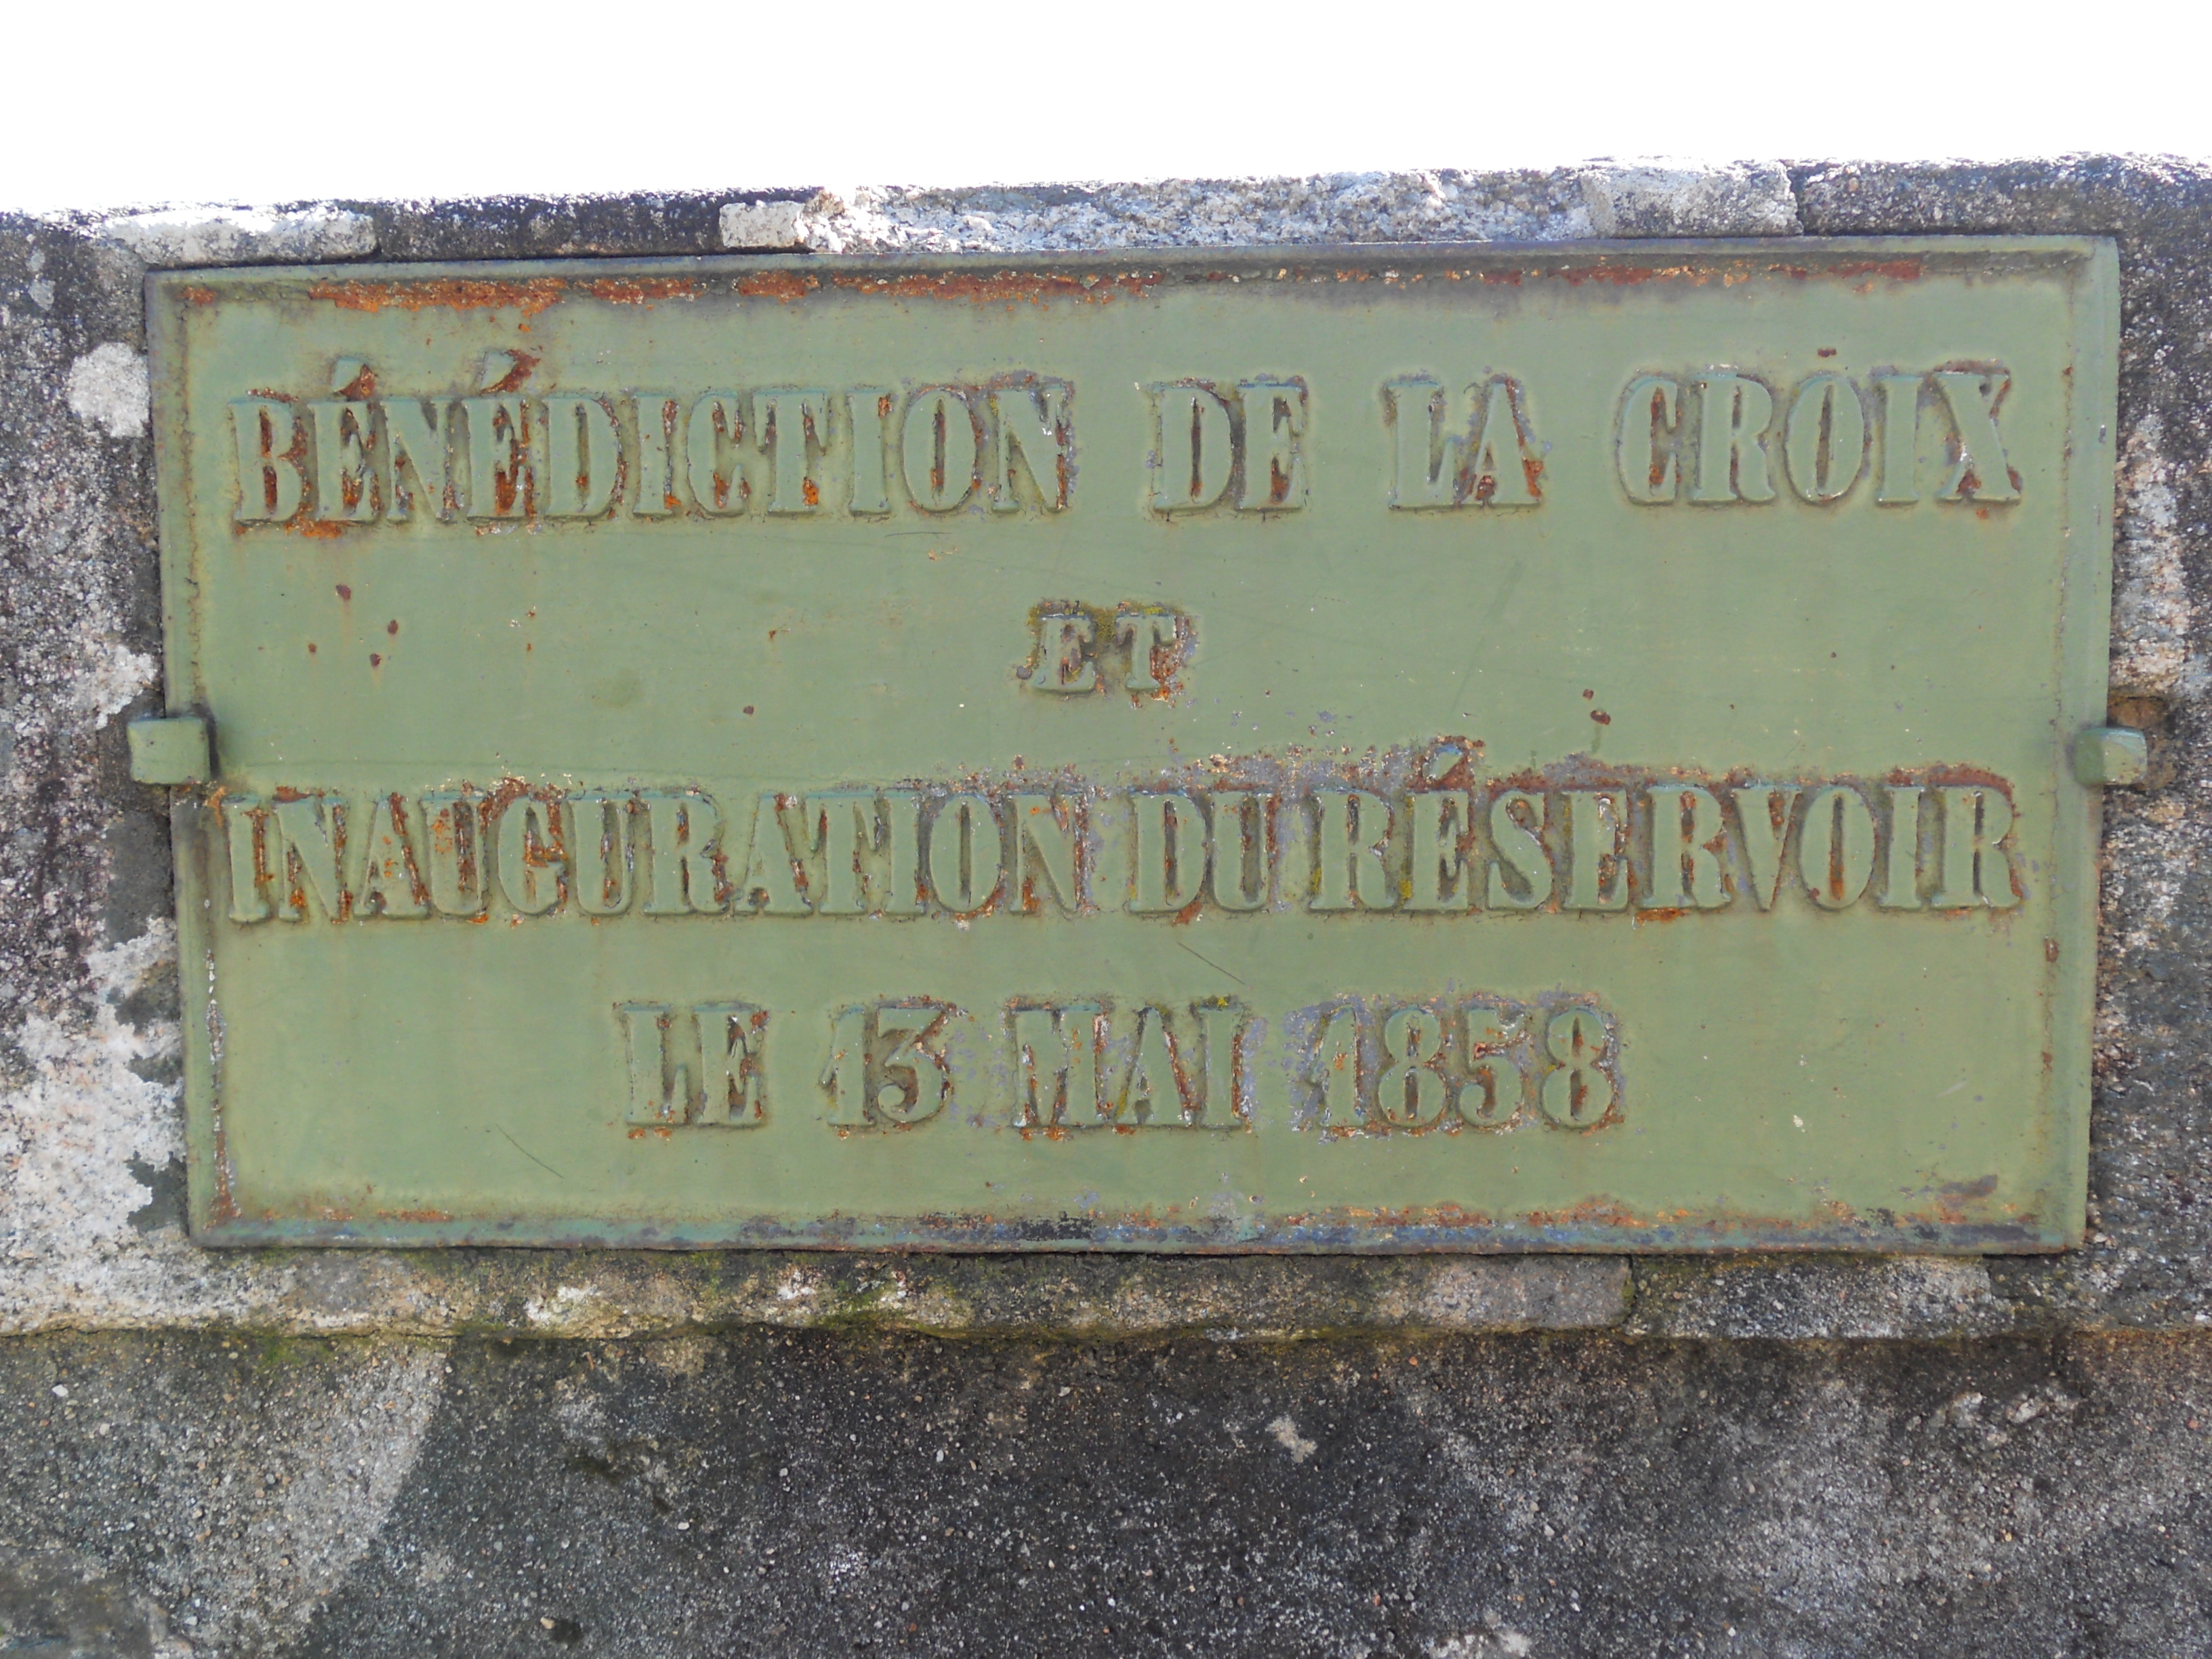 BÉNÉDICTION DE LA CROIX
ET
INAUGURATION DU RÉSERVOIR
LE 13 MAI 1858